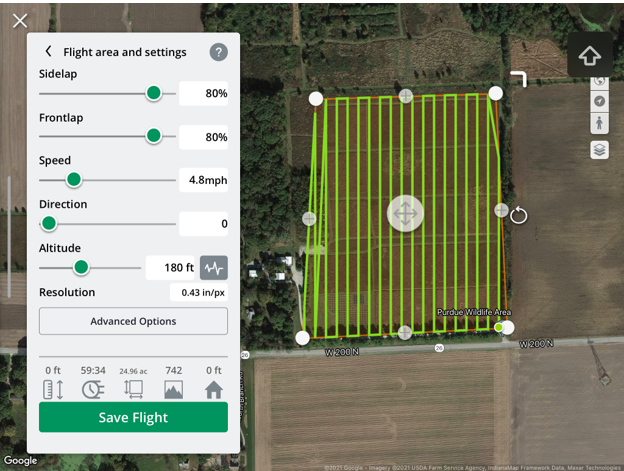 Flight area and settings
?
Sidelap
80%
Frontlap
80%
Speed
4.8mph
Direction
0
Altitude
180 ft
Resolution
0.43 in/px
Advanced Options
0 ft 59:34 24.96 ac 742 0 ft
Save Flight
Google
Purdue Wildlife Area
W 200 N
W 200 N
26
26
©2021 Google - Imagery ©2021 USDA Farm Service Agency, IndianaMap Framework Data, Maxar Technologies